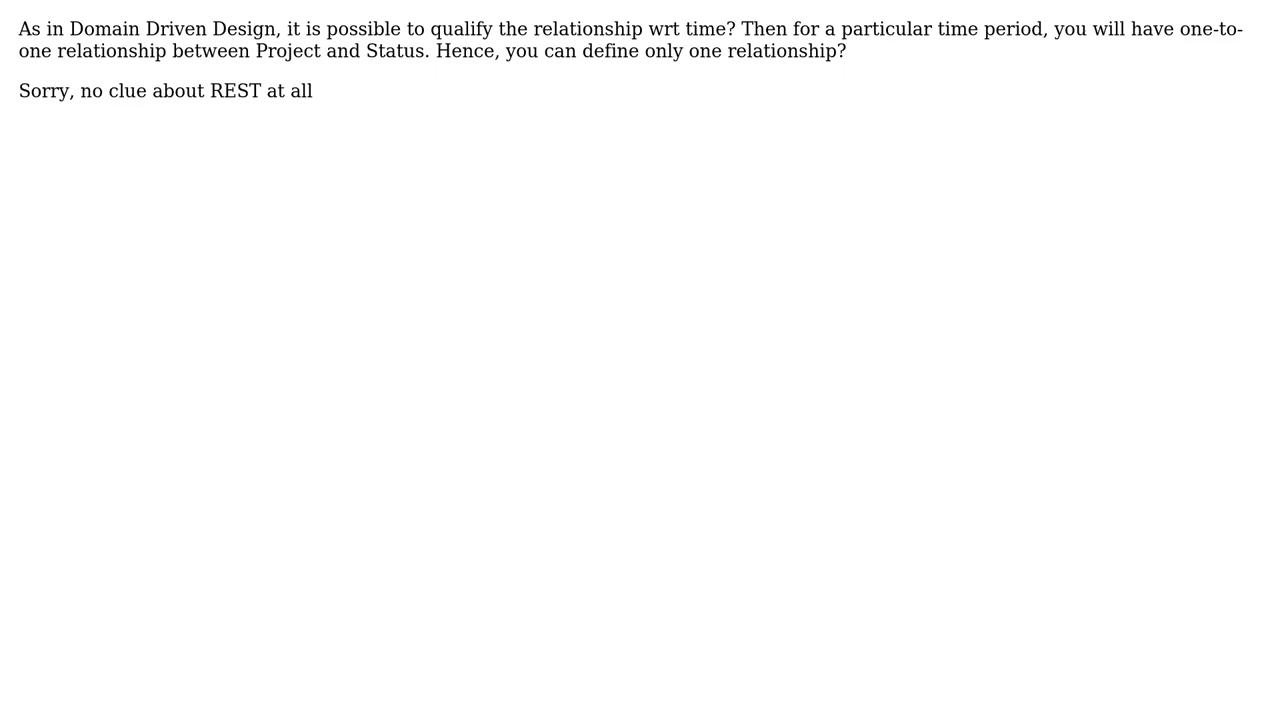 As in Domain Driven Design, it is possible to qualify the relationship wrt time? Then for a particular time period, you will have one-to-
one relationship between Project and Status. Hence, you can define only one relationship?
Sorry, no clue about REST at all